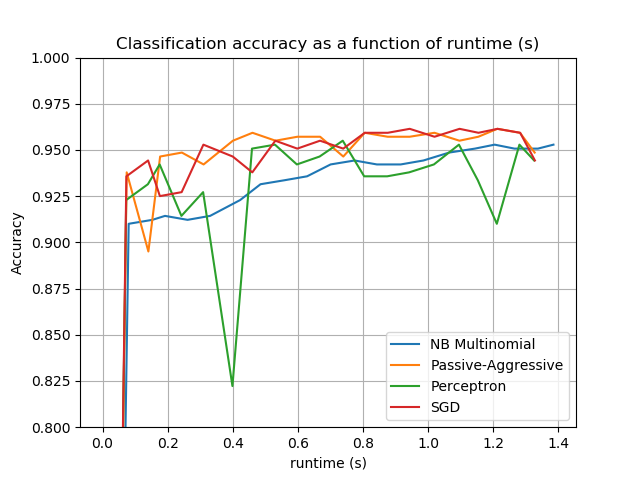 Classification accuracy as a function of runtime (s)
1.000
0.975
0.950
0.925
0.900
0.875
0.850
0.825
0.800
Accuracy
NB Multinomial
Passive-Aggressive
Perceptron
SGD
0.0 0.2 0.4 0.6 0.8 1.0 1.2 1.4
runtime (s)